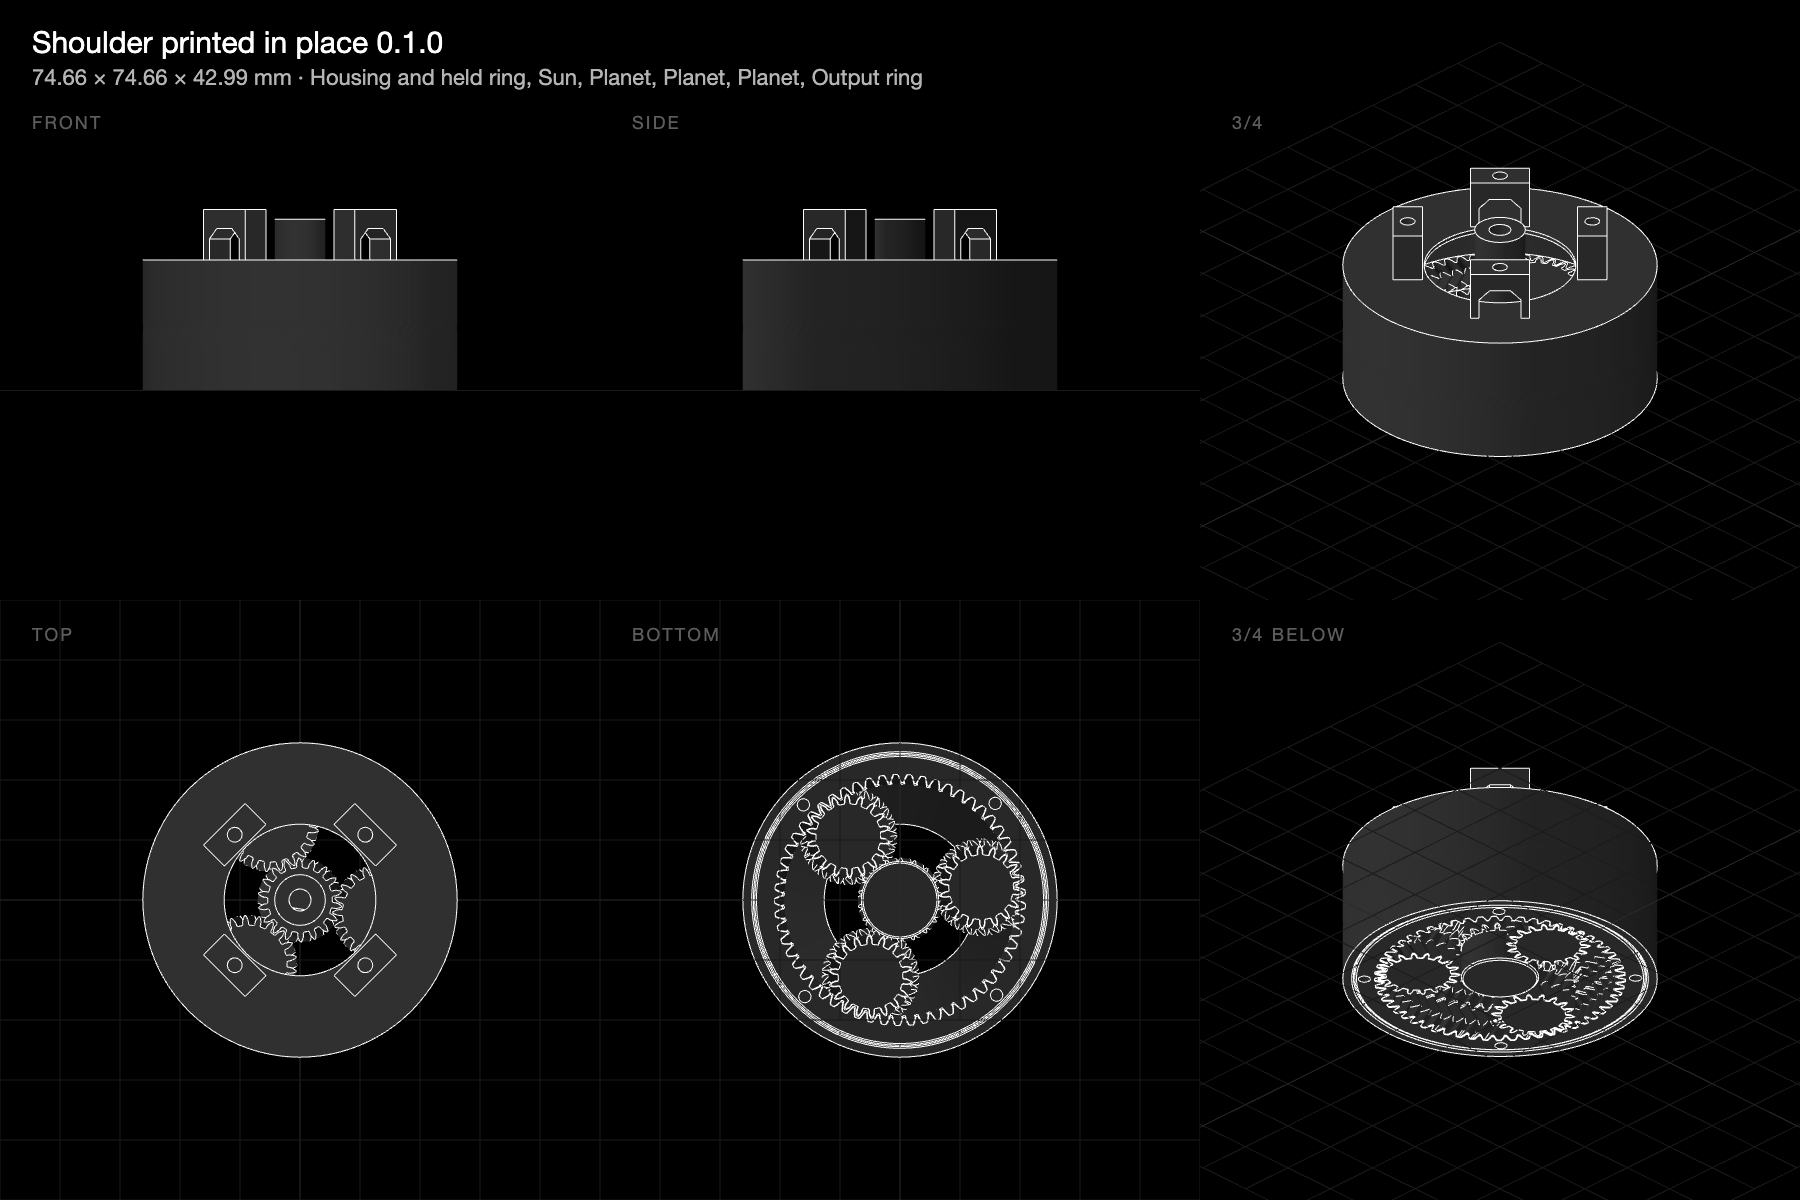 Shoulder printed in place 0.1.0
74.66 × 74.66 × 42.99 mm · Housing and held ring, Sun, Planet, Planet, Planet, Output ring
FRONT
SIDE
3/4
TOP
BOTTOM
3/4 BELOW